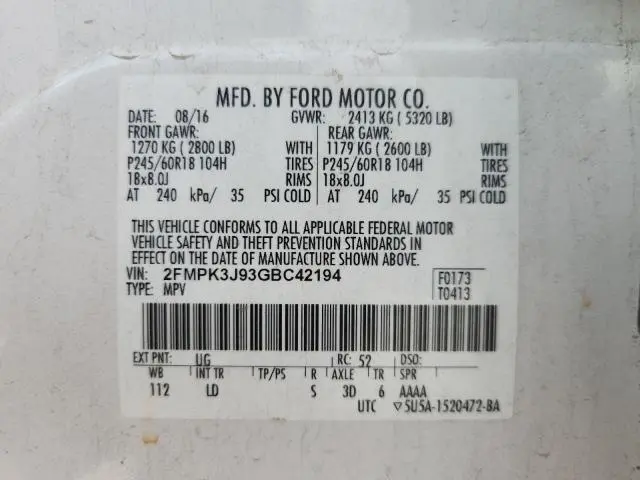 MFD. BY FORD MOTOR CO.
DATE: 08/16 GVWR: 2413 KG ( 5320 LB)
FRONT GAWR: REAR GAWR:
1270 KG ( 2800 LB) WITH 1179 KG ( 2600 LB) WITH
P245/60R18 104H TIRES P245/60R18 104H TIRES
18x8.0J RIMS 18x8.0J RIMS
AT 240 kPa/ 35 PSI COLD AT 240 kPa/ 35 PSI COLD
THIS VEHICLE CONFORMS TO ALL APPLICABLE FEDERAL MOTOR
VEHICLE SAFETY AND THEFT PREVENTION STANDARDS IN
EFFECT ON THE DATE OF MANUFACTURE SHOWN ABOVE.
VIN: 2FMPK3J93GBC42194 F0173
TYPE: MPV T0413
EXT PNT: UG RC: 52 DSO:
WB INT TR TP/PS R AXLE TR SPR
112 LD S 3D 6 AAAA
UTC ▽5U5A-1520472-BA